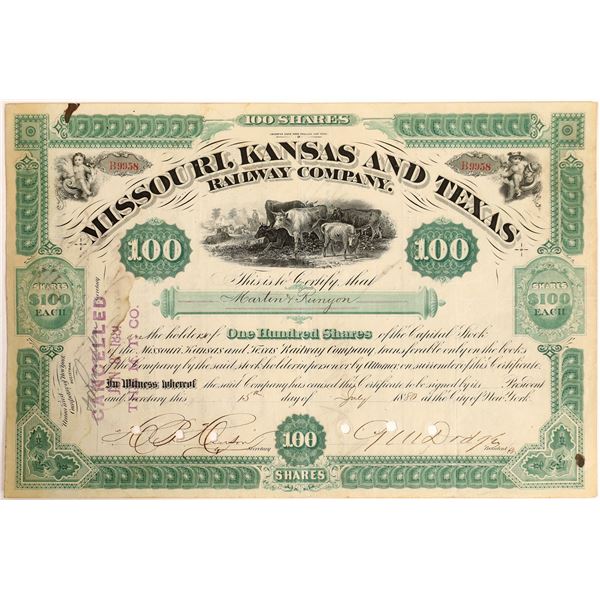 100 SHARES
B9958
B9958
MISSOURI, KANSAS AND TEXAS
RAILWAY COMPANY.
100
100
This is to Certify that
Martin & Runyon
SHARES
$100
EACH
SHARES
$100
EACH
the holders of One Hundred Shares of the Capital Stock
of the Missouri Kansas and Texas Railway Company transferable only on the books
of the Company by the said stock holder in person or by Attorney on surrender of this Certificate.
In Witness whereof the said Company has caused this Certificate to be signed by its President
and Secretary this 15th day of July 1880 at the City of New York.
Secretary
G M Dodge
President
100
SHARES
CANCELLED